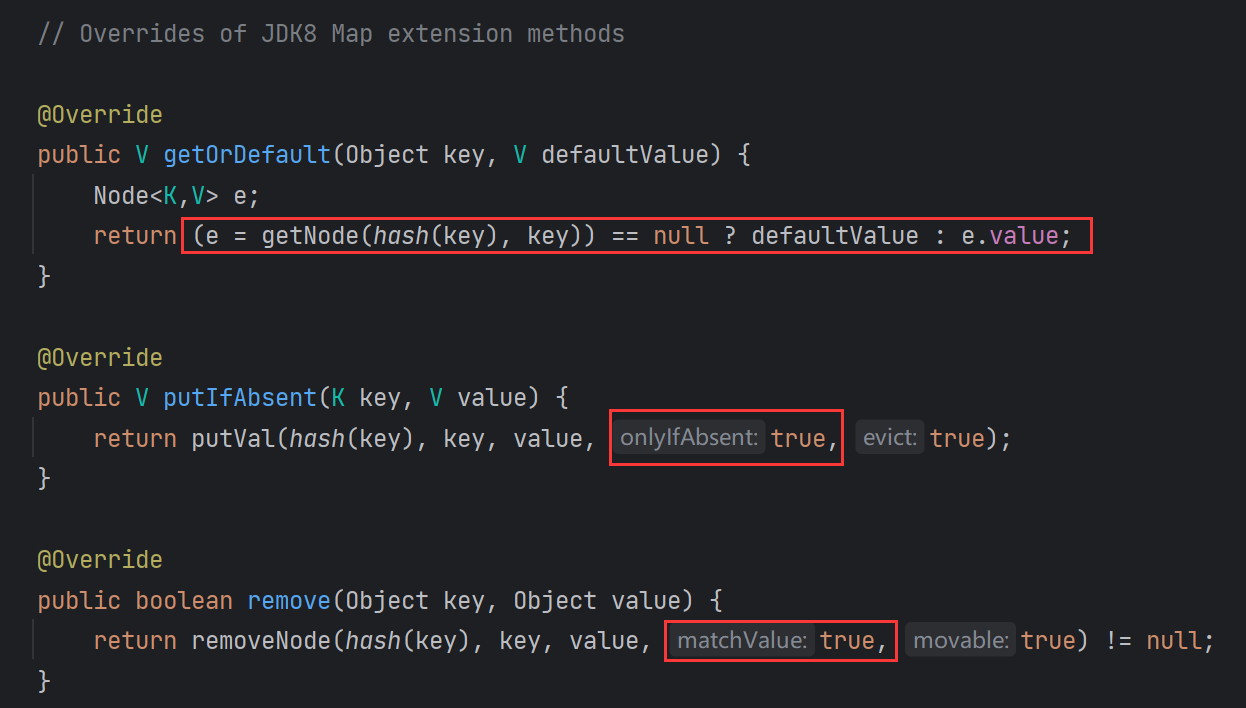 // Overrides of JDK8 Map extension methods
@Override
public V getOrDefault(Object key, V defaultValue) {
Node<K,V> e;
return (e = getNode(hash(key), key)) == null ? defaultValue : e.value;
}
@Override
public V putIfAbsent(K key, V value) {
return putVal(hash(key), key, value, onlyIfAbsent: true, evict: true);
}
@Override
public boolean remove(Object key, Object value) {
return removeNode(hash(key), key, value, matchValue: true, movable: true) != null;
}